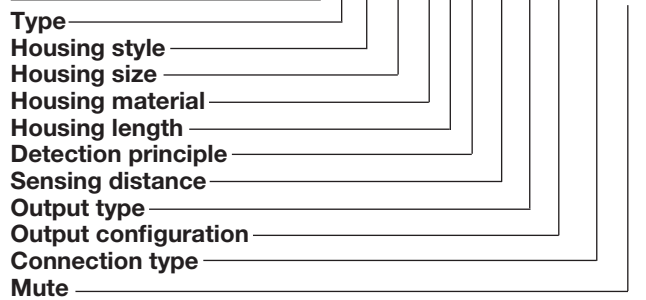 Type
Housing style
Housing size
Housing material
Housing length
Detection principle
Sensing distance
Output type
Output configuration
Connection type
Mute